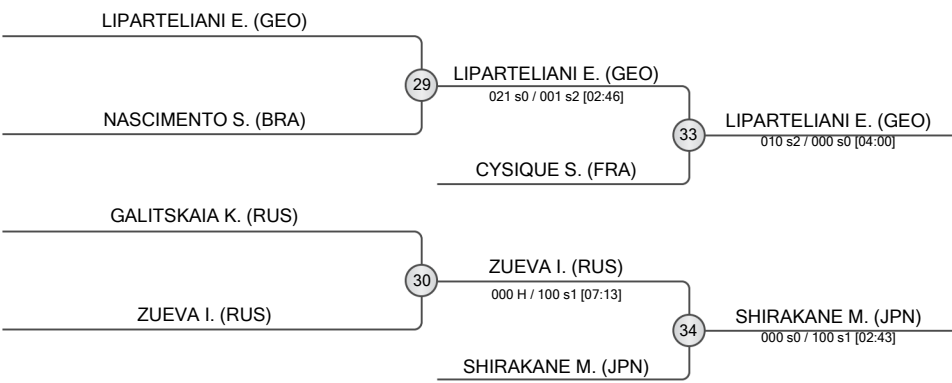 LIPARTELIANI E. (GEO)
29
NASCIMENTO S. (BRA)
LIPARTELIANI E. (GEO)
021 s0 / 001 s2 [02:46]
33
CYSIQUE S. (FRA)
LIPARTELIANI E. (GEO)
010 s2 / 000 s0 [04:00]
GALITSKAIA K. (RUS)
30
ZUEVA I. (RUS)
ZUEVA I. (RUS)
000 H / 100 s1 [07:13]
34
SHIRAKANE M. (JPN)
SHIRAKANE M. (JPN)
000 s0 / 100 s1 [02:43]